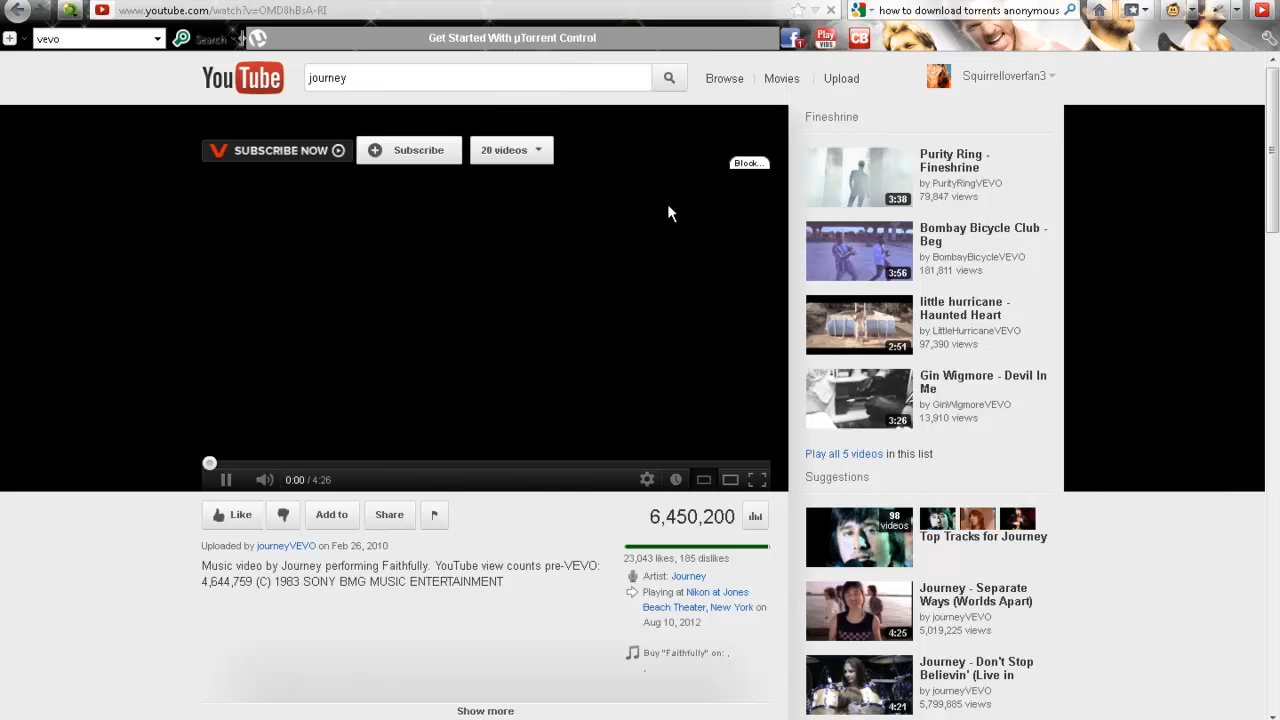 www.youtube.com/watch?v=OMD8hBsA-RI
how to download torrents anonymous
vevo
Search
Get Started With µTorrent Control
1
Play
VIDS
CB
YouTube
journey
Browse
Movies
Upload
Squirrelloverfan3
SUBSCRIBE NOW
Subscribe
20 videos
Block...
0:00 / 4:26
Like
Add to
Share
6,450,200
Uploaded by journeyVEVO on Feb 26, 2010
Music video by Journey performing Faithfully. YouTube view counts pre-VEVO:
4,644,759 (C) 1983 SONY BMG MUSIC ENTERTAINMENT
23,043 likes, 185 dislikes
Artist: Journey
Playing at Nikon at Jones
Beach Theater, New York on
Aug 10, 2012
Buy "Faithfully" on: ,
.
Show more
Fineshrine
3:38
Purity Ring -
Fineshrine
by PurityRingVEVO
79,847 views
3:56
Bombay Bicycle Club -
Beg
by BombayBicycleVEVO
181,811 views
2:51
little hurricane -
Haunted Heart
by LittleHurricaneVEVO
97,390 views
3:26
Gin Wigmore - Devil In
Me
by GinWigmoreVEVO
13,910 views
Play all 5 videos in this list
Suggestions
98
videos
Top Tracks for Journey
4:25
Journey - Separate
Ways (Worlds Apart)
by journeyVEVO
5,019,225 views
4:21
Journey - Don't Stop
Believin' (Live in
by journeyVEVO
5,799,885 views